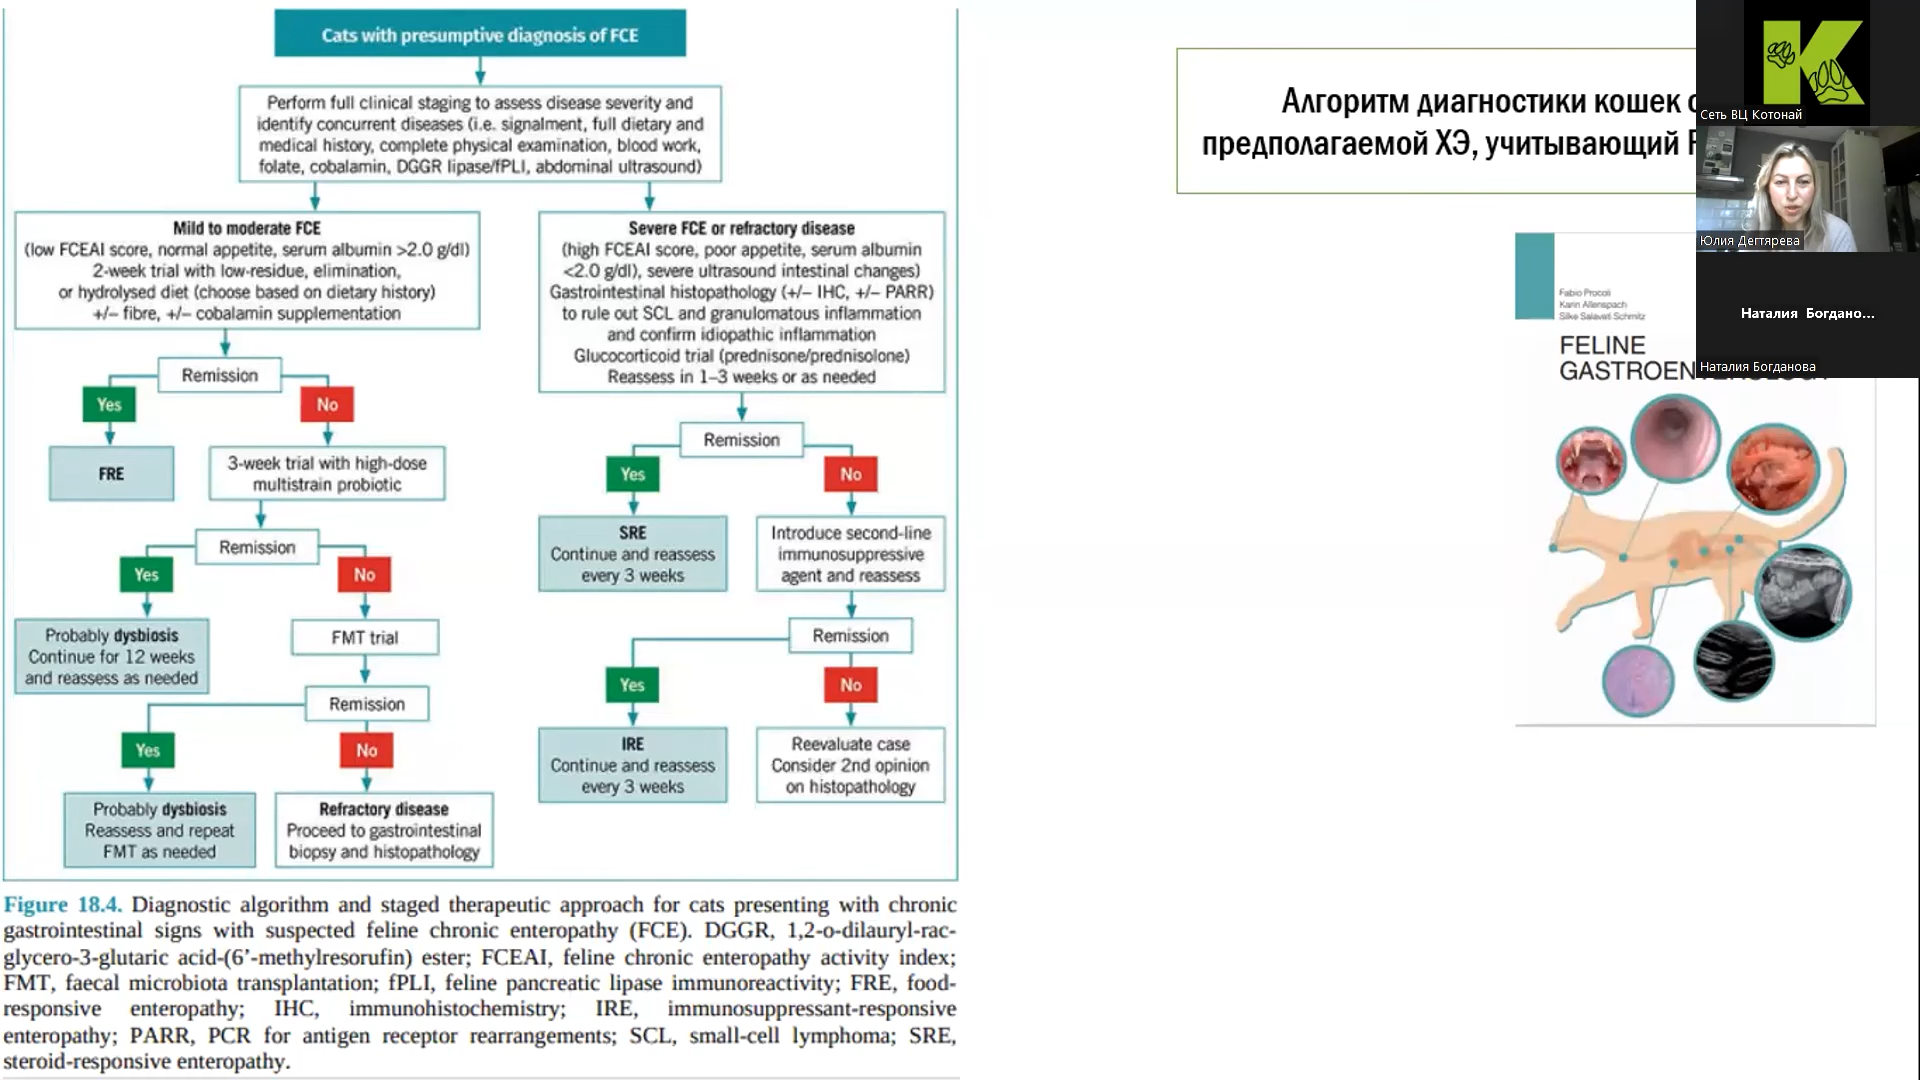 Cats with presumptive diagnosis of FCE
Perform full clinical staging to assess disease severity and
identify concurrent diseases (i.e. signalment, full dietary and
medical history, complete physical examination, blood work,
folate, cobalamin, DGGR lipase/fPLI, abdominal ultrasound)
Mild to moderate FCE
(low FCEAI score, normal appetite, serum albumin >2.0 g/dl)
2-week trial with low-residue, elimination,
or hydrolysed diet (choose based on dietary history)
+/– fibre, +/– cobalamin supplementation
Remission
Yes
No
FRE
3-week trial with high-dose
multistrain probiotic
Remission
Yes
No
Probably dysbiosis
Continue for 12 weeks
and reassess as needed
FMT trial
Remission
Yes
No
Probably dysbiosis
Reassess and repeat
FMT as needed
Refractory disease
Proceed to gastrointestinal
biopsy and histopathology
Severe FCE or refractory disease
(high FCEAI score, poor appetite, serum albumin
<2.0 g/dl), severe ultrasound intestinal changes)
Gastrointestinal histopathology (+/– IHC, +/– PARR)
to rule out SCL and granulomatous inflammation
and confirm idiopathic inflammation
Glucocorticoid trial (prednisone/prednisolone)
Reassess in 1–3 weeks or as needed
Remission
Yes
No
SRE
Continue and reassess
every 3 weeks
Introduce second-line
immunosuppressive
agent and reassess
Remission
Yes
No
IRE
Continue and reassess
every 3 weeks
Reevaluate case
Consider 2nd opinion
on histopathology
Figure 18.4. Diagnostic algorithm and staged therapeutic approach for cats presenting with chronic
gastrointestinal signs with suspected feline chronic enteropathy (FCE). DGGR, 1,2-o-dilauryl-rac-
glycero-3-glutaric acid-(6’-methylresorufin) ester; FCEAI, feline chronic enteropathy activity index;
FMT, faecal microbiota transplantation; fPLI, feline pancreatic lipase immunoreactivity; FRE, food-
responsive enteropathy; IHC, immunohistochemistry; IRE, immunosuppressant-responsive
enteropathy; PARR, PCR for antigen receptor rearrangements; SCL, small-cell lymphoma; SRE,
steroid-responsive enteropathy.
Алгоритм диагностики кошек с
предполагаемой ХЭ, учитывающий
Fabio Procoli
Karin Allenspach
Silke Salavati Schmitz
FELINE
GASTROENTEROLOGY
K
Сеть ВЦ Котонай
Юлия Дегтярева
Наталия Богдано...
Наталия Богданова